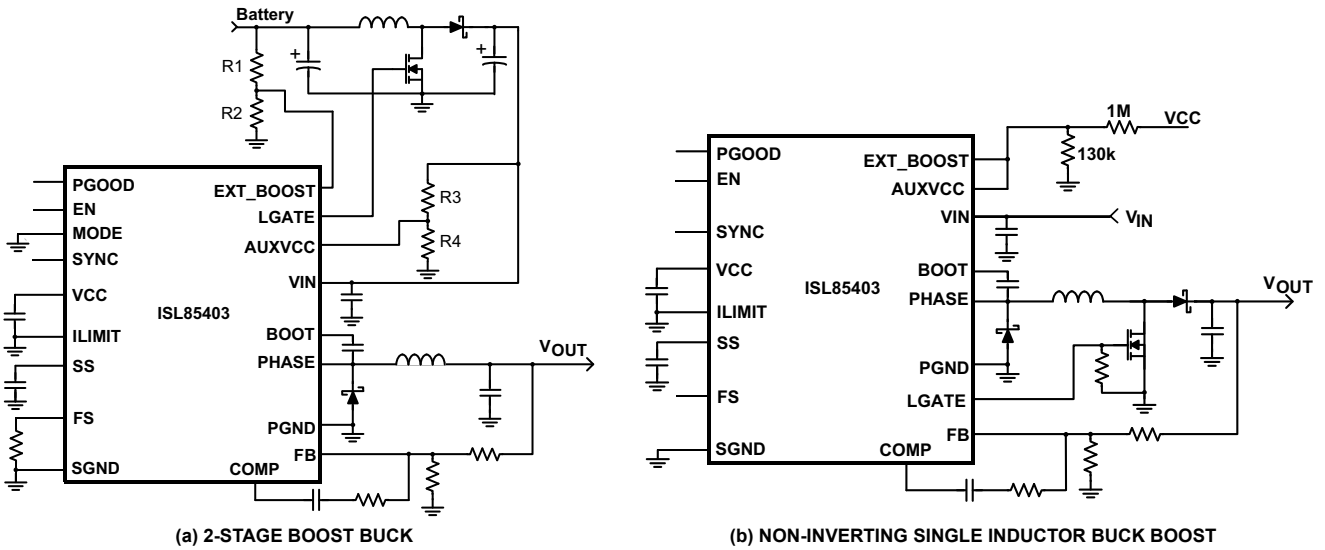 Battery
+
+
R1
R2
PGOOD
EN
MODE
SYNC
VCC
ILIMIT
SS
FS
SGND
ISL85403
EXT_BOOST
LGATE
AUXVCC
VIN
BOOT
PHASE
PGND
FB
COMP
R3
R4
VOUT
(a) 2-STAGE BOOST BUCK
PGOOD
EN
SYNC
VCC
ILIMIT
SS
FS
SGND
ISL85403
EXT_BOOST
AUXVCC
VIN
BOOT
PHASE
PGND
LGATE
FB
COMP
1M
VCC
130k
VIN
VOUT
(b) NON-INVERTING SINGLE INDUCTOR BUCK BOOST